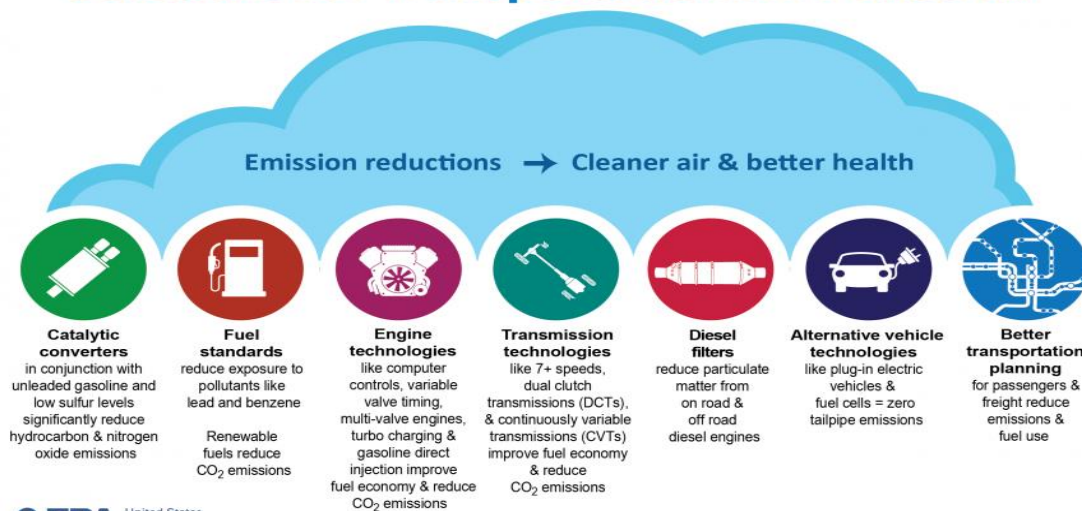 Emission reductions → Cleaner air & better health
Catalytic
converters
in conjunction with
unleaded gasoline and
low sulfur levels
significantly reduce
hydrocarbon & nitrogen
oxide emissions
Fuel
standards
reduce exposure to
pollutants like
lead and benzene
Renewable
fuels reduce
CO₂ emissions
Engine
technologies
like computer
controls, variable
valve timing,
multi-valve engines,
turbo charging &
gasoline direct
injection improve
fuel economy & reduce
CO₂ emissions
Transmission
technologies
like 7+ speeds,
dual clutch
transmissions (DCTs),
& continuously variable
transmissions (CVTs)
improve fuel economy
& reduce
CO₂ emissions
Diesel
filters
reduce particulate
matter from
on road &
off road
diesel engines
Alternative vehicle
technologies
like plug-in electric
vehicles &
fuel cells = zero
tailpipe emissions
Better
transportation
planning
for passengers &
freight reduce
emissions &
fuel use
United States